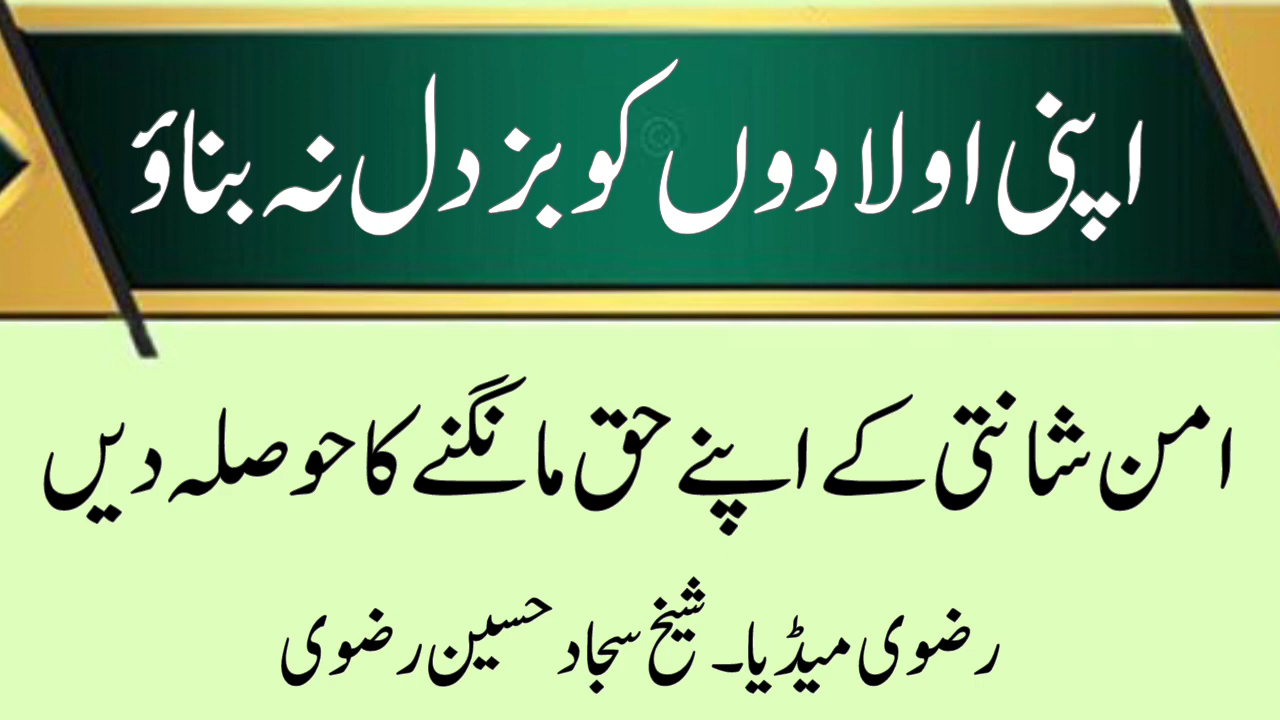 اپنی اولادوں کو بزدل نہ بناؤ
امن شانتی کے اپنے حق مانگنے کا حوصلہ دیں
رضوی میڈیا۔ شیخ سجاد حسین رضوی